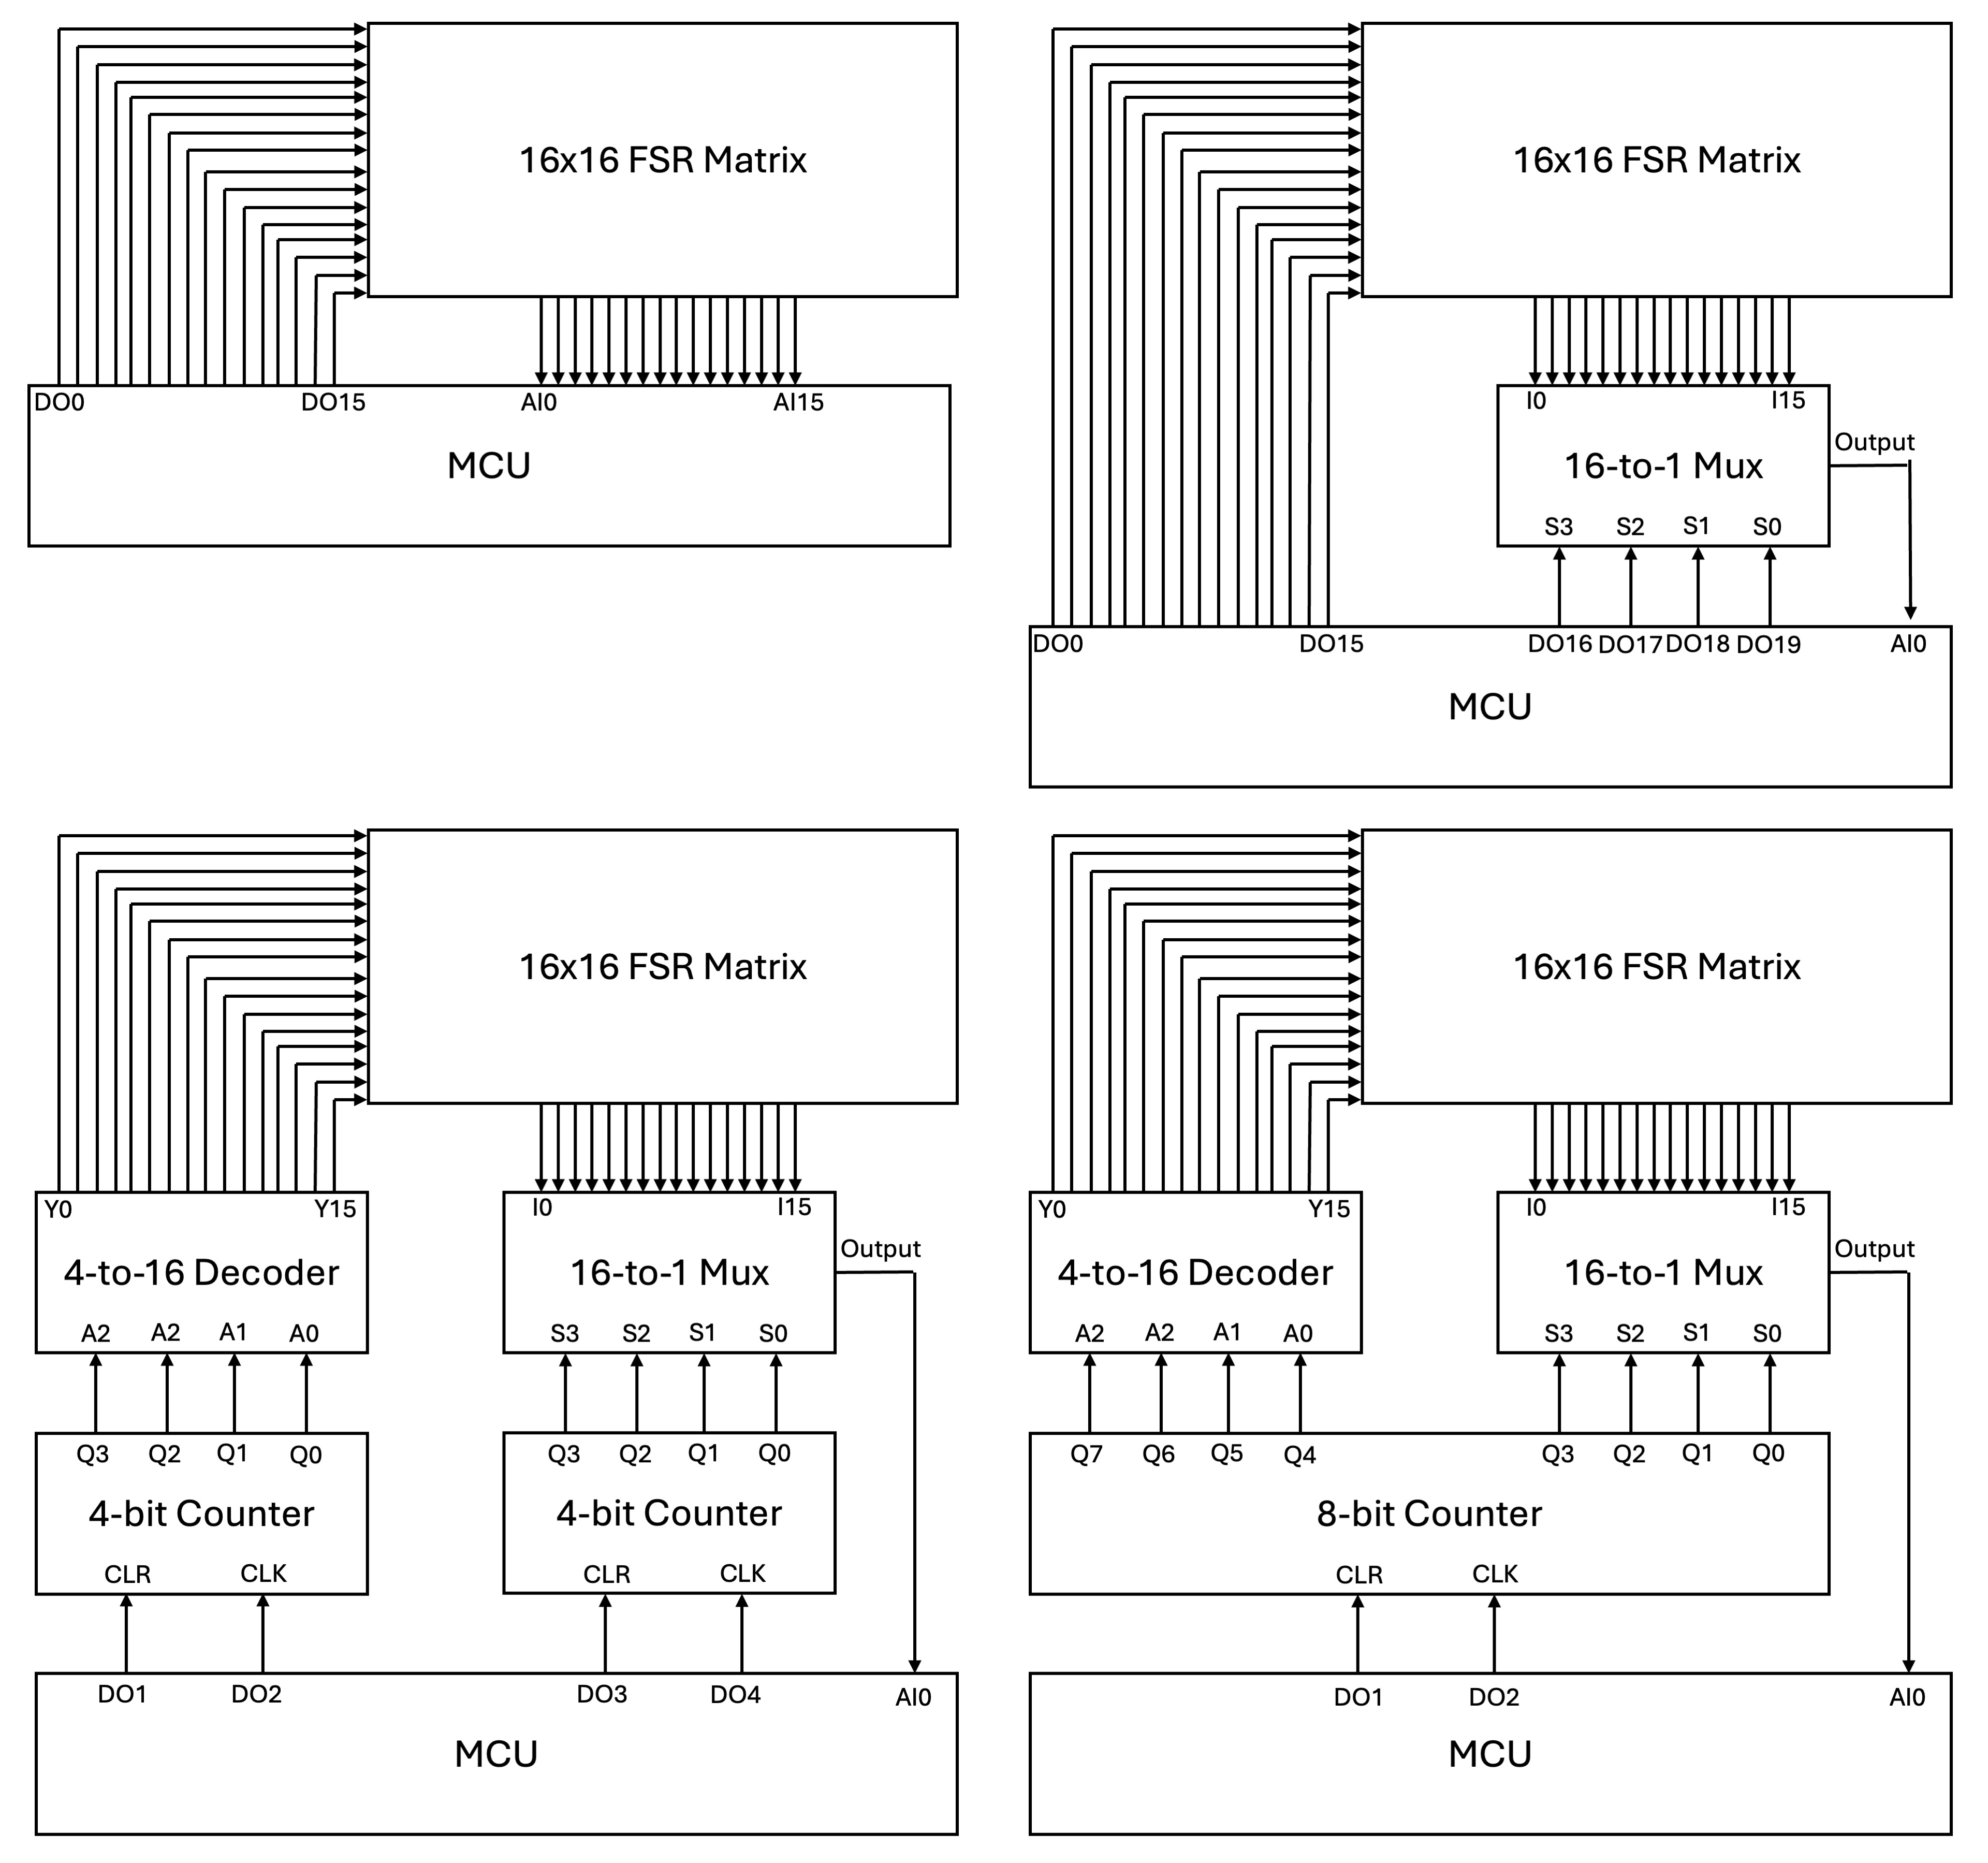 16x16 FSR Matrix
DO0 DO15 AI0 AI15
MCU
16x16 FSR Matrix
I0 I15
Output
16-to-1 Mux
S3 S2 S1 S0
DO0 DO15 DO16 DO17 DO18 DO19 AI0
MCU
16x16 FSR Matrix
Y0 Y15 I0 I15
Output
4-to-16 Decoder 16-to-1 Mux
A2 A2 A1 A0 S3 S2 S1 S0
Q3 Q2 Q1 Q0 Q3 Q2 Q1 Q0
4-bit Counter 4-bit Counter
CLR CLK CLR CLK
DO1 DO2 DO3 DO4 AI0
MCU
16x16 FSR Matrix
Y0 Y15 I0 I15
Output
4-to-16 Decoder 16-to-1 Mux
A2 A2 A1 A0 S3 S2 S1 S0
Q7 Q6 Q5 Q4 Q3 Q2 Q1 Q0
8-bit Counter
CLR CLK
DO1 DO2 AI0
MCU